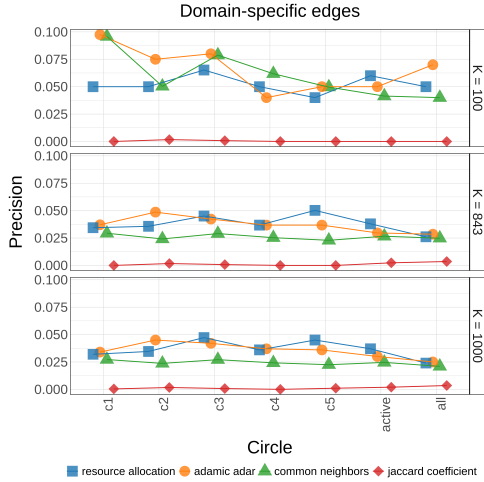 Domain-specific edges
0.100
0.075
0.050
0.025
0.000
K = 100
0.100
0.075
0.050
0.025
0.000
K = 843
0.100
0.075
0.050
0.025
0.000
K = 1000
Precision
c1 c2 c3 c4 c5 active all
Circle
resource allocation adamic adar common neighbors jaccard coefficient